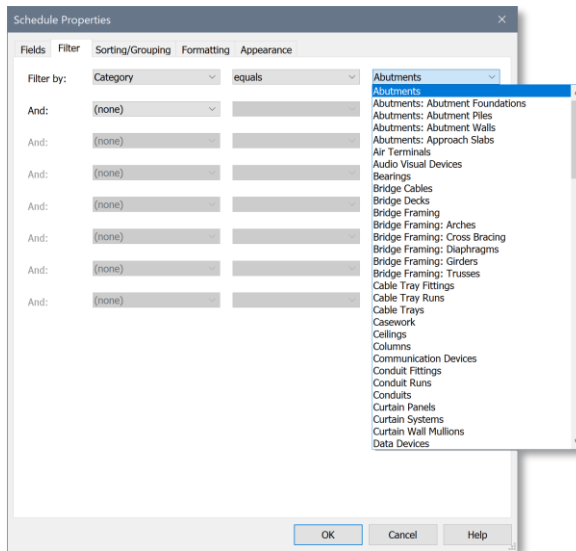 Schedule Properties
Fields Filter Sorting/Grouping Formatting Appearance
Filter by: Category equals Abutments
And: (none)
And: (none)
And: (none)
And: (none)
And: (none)
And: (none)
And: (none)
Abutments
Abutments: Abutment Foundations
Abutments: Abutment Piles
Abutments: Abutment Walls
Abutments: Approach Slabs
Air Terminals
Audio Visual Devices
Bearings
Bridge Cables
Bridge Decks
Bridge Framing
Bridge Framing: Arches
Bridge Framing: Cross Bracing
Bridge Framing: Diaphragms
Bridge Framing: Girders
Bridge Framing: Trusses
Cable Tray Fittings
Cable Tray Runs
Cable Trays
Casework
Ceilings
Columns
Communication Devices
Conduit Fittings
Conduit Runs
Conduits
Curtain Panels
Curtain Systems
Curtain Wall Mullions
Data Devices
OK Cancel Help